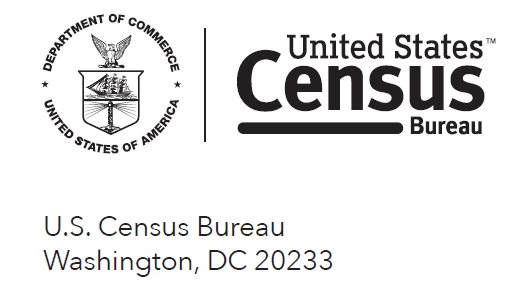 DEPARTMENT OF COMMERCE
UNITED STATES OF AMERICA
United States™
Census
Bureau
U.S. Census Bureau
Washington, DC 20233